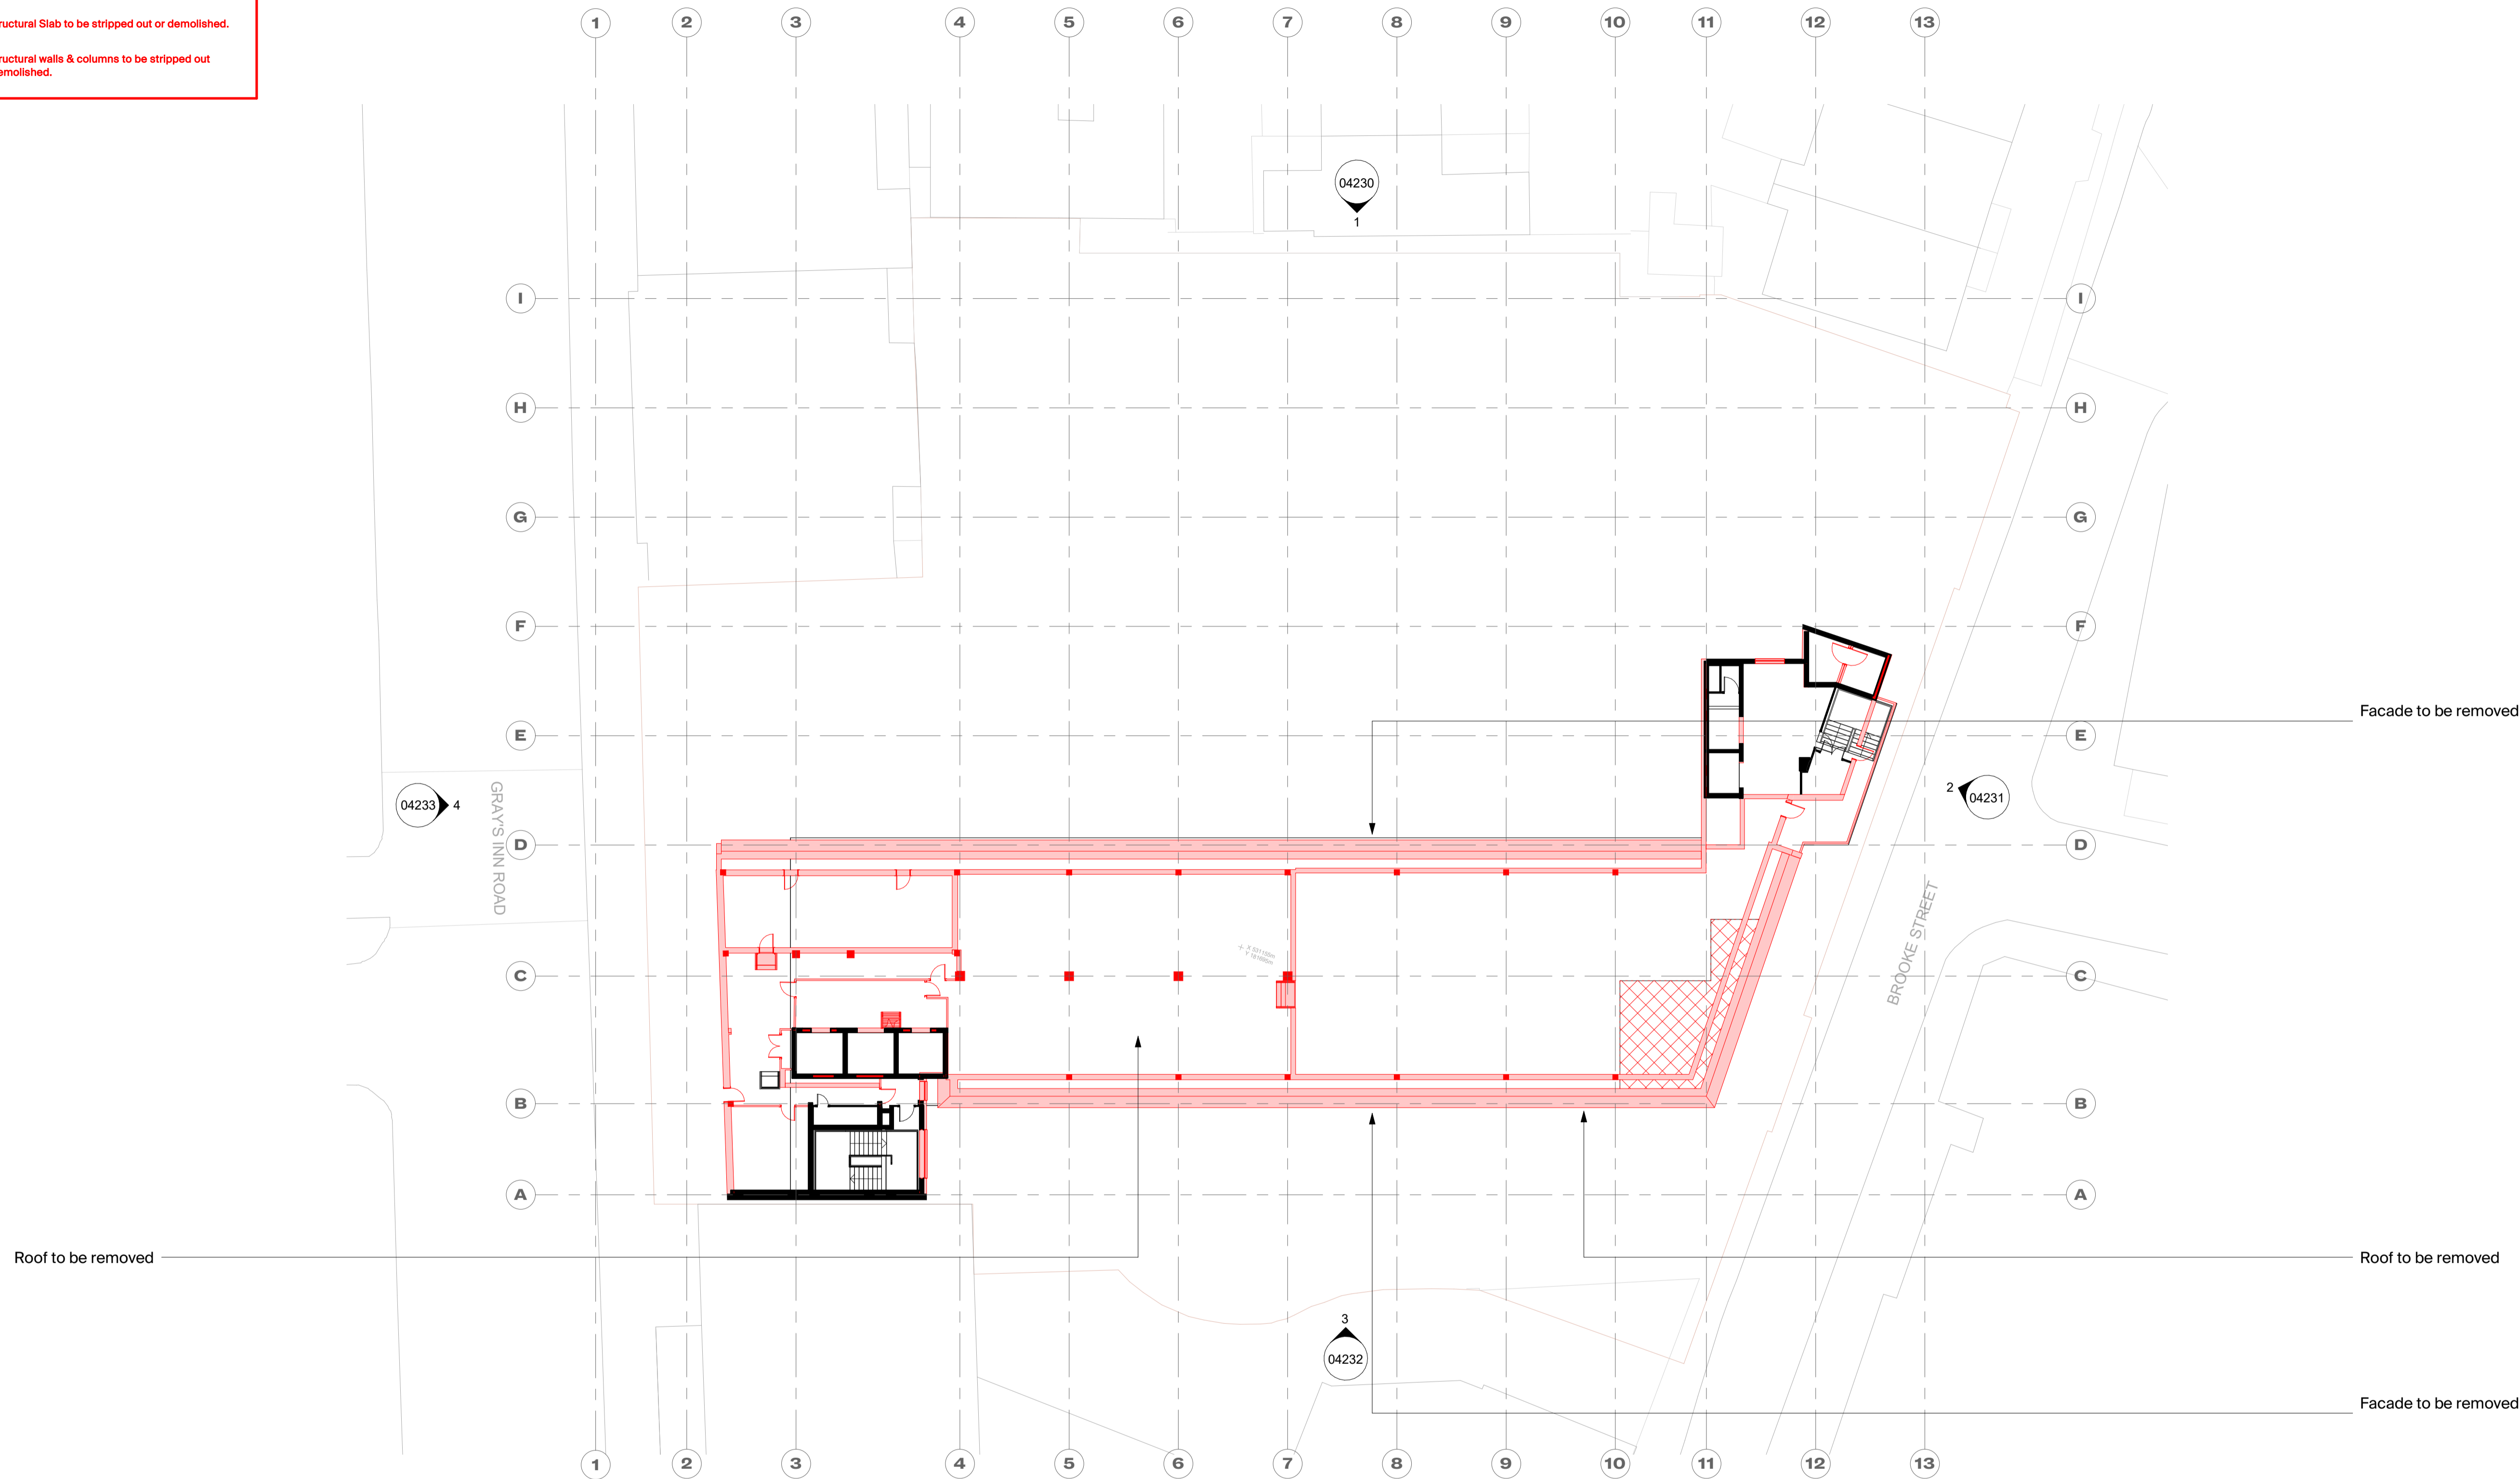 ructural Slab to be stripped out or demolished.
ructural walls & columns to be stripped out
emolished.
1 2 3 4 5 6 7 8 9 10 11 12 13
04230
1
I I
H H
G G
F F
Facade to be removed
E E
04233 4
GRAY'S INN ROAD
2 04231
D D
BROOKE STREET
X 531150m
C C
B B
A A
Roof to be removed
Roof to be removed
3
04232
Facade to be removed
1 2 3 4 5 6 7 8 9 10 11 12 13